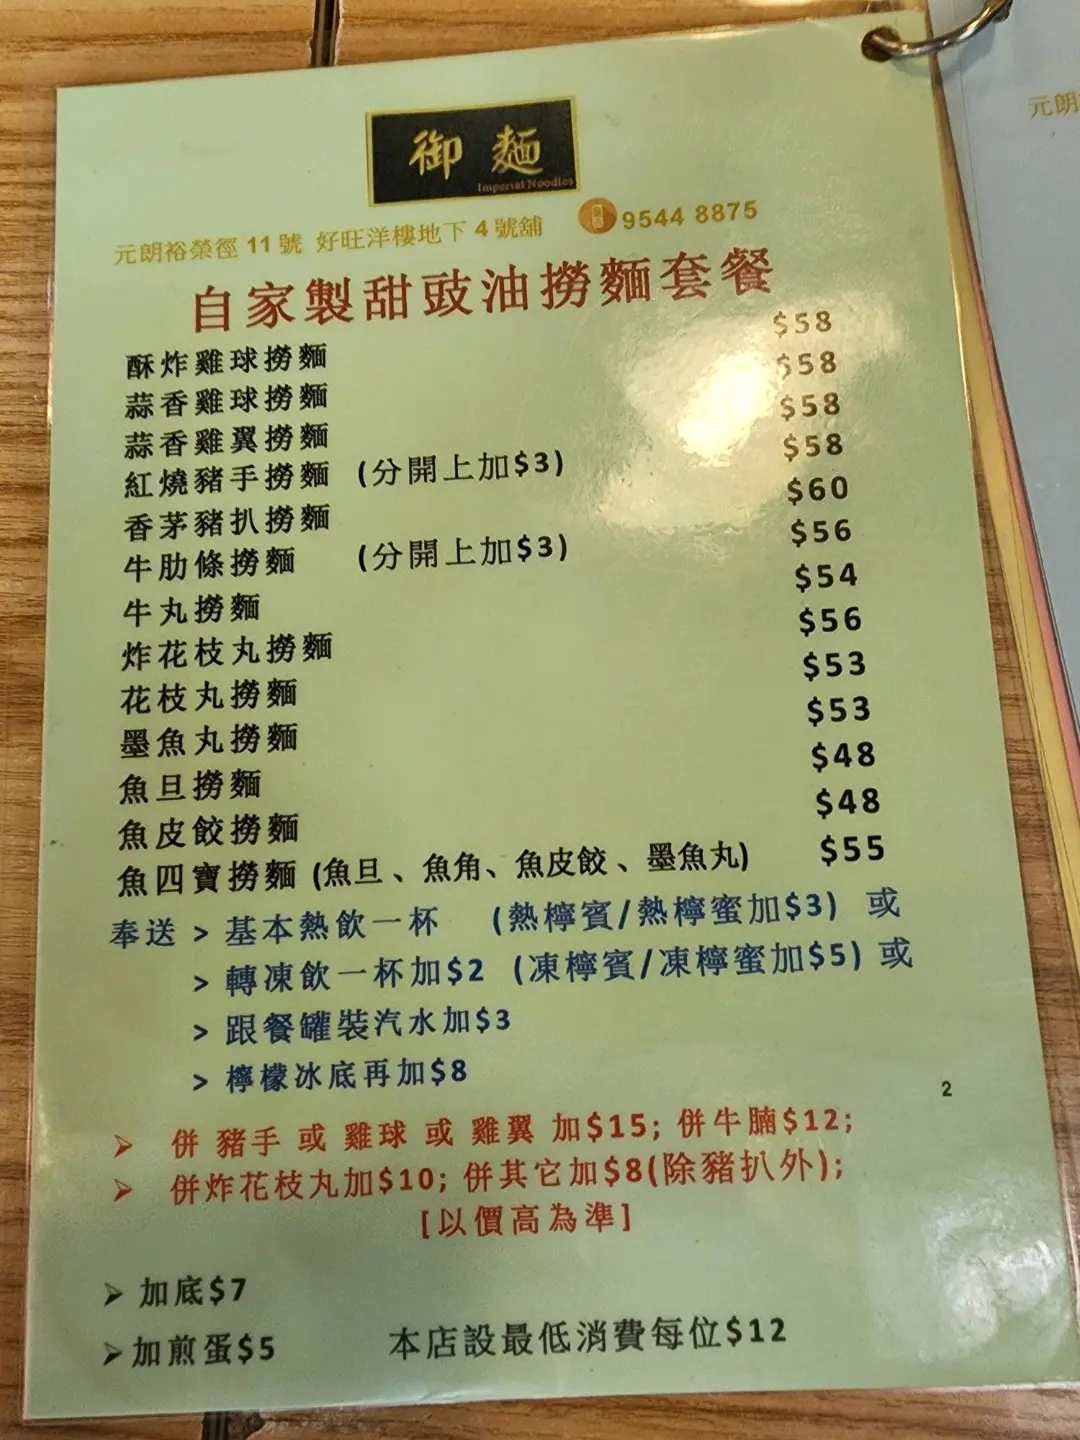 御麵
Imperial Noodles
元朗裕榮徑11號 好旺洋樓地下4號舖 9544 8875
自家製甜豉油撈麵套餐
酥炸雞球撈麵 $58
蒜香雞球撈麵 $58
蒜香雞翼撈麵 $58
紅燒豬手撈麵 (分開上加$3) $58
香茅豬扒撈麵 $60
牛肋條撈麵 (分開上加$3) $56
牛丸撈麵 $54
炸花枝丸撈麵 $56
花枝丸撈麵 $53
墨魚丸撈麵 $53
魚旦撈麵 $48
魚皮餃撈麵 $48
魚四寶撈麵 (魚旦、魚角、魚皮餃、墨魚丸) $55
奉送 > 基本熱飲一杯 (熱檸賓/熱檸蜜加$3) 或
> 轉凍飲一杯加$2 (凍檸賓/凍檸蜜加$5) 或
> 跟餐罐裝汽水加$3
> 檸檬冰底再加$8
2
➢ 併 豬手 或 雞球 或 雞翼 加$15; 併牛腩$12;
➢ 併炸花枝丸加$10; 併其它加$8(除豬扒外);
[以價高為準]
➢ 加底$7
➢ 加煎蛋$5 本店設最低消費每位$12
元朗